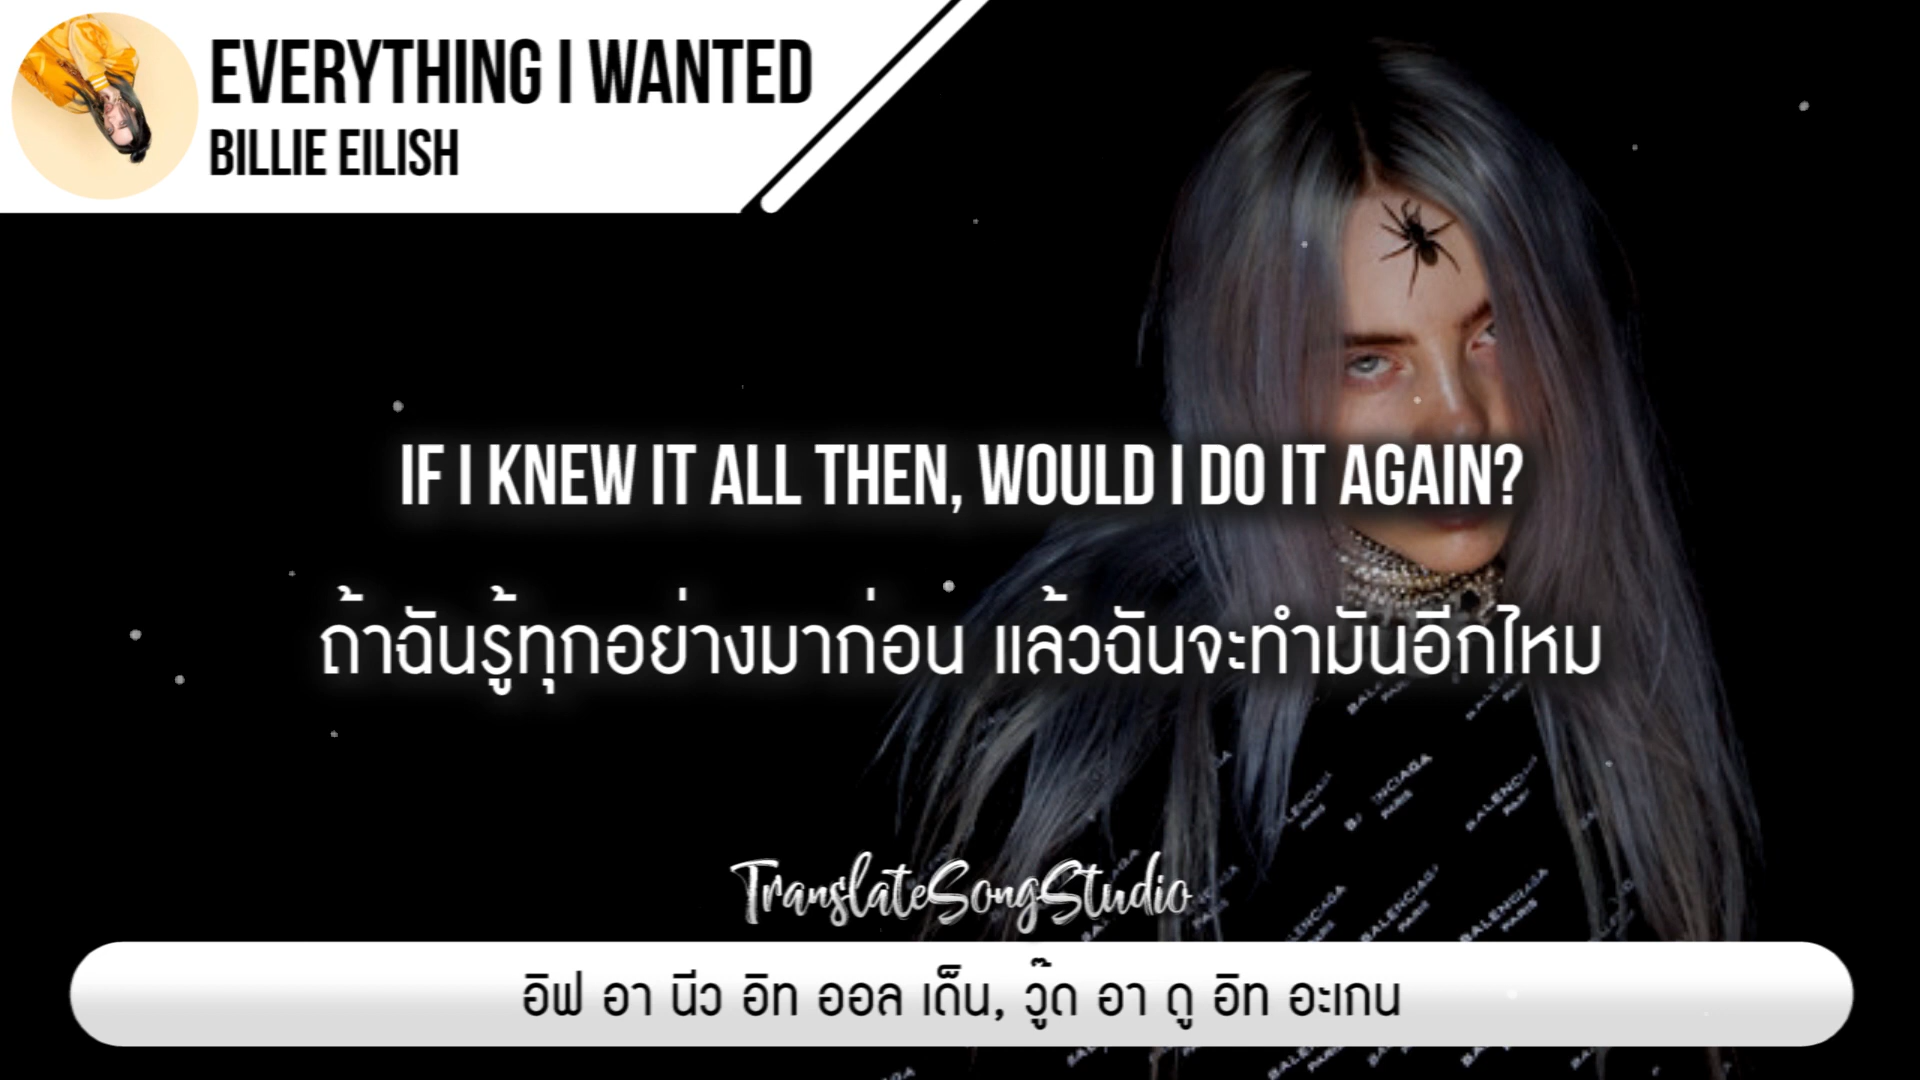 EVERYTHING I WANTED
BILLIE EILISH
IF I KNEW IT ALL THEN, WOULD I DO IT AGAIN?
ถ้าฉันรู้ทุกอย่างมาก่อน แล้วฉันจะทำมันอีกไหม
BALENCIAGA
PARIS
TranslateSongStudio
อิฟ อา นีว อิท ออล เด็น, วู๊ด อา ดู อิท อะเกน